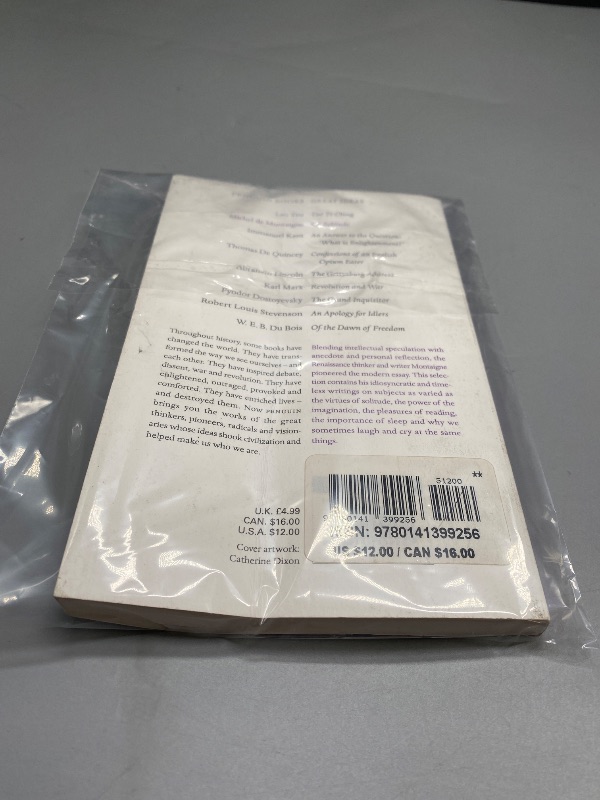 Lao Tzu Tao Te Ching
Michel de Montaigne On Solitude
Immanuel Kant An Answer to the Question:
'What is Enlightenment?'
Thomas De Quincey Confessions of an English
Opium Eater
Abraham Lincoln The Gettysburg Address
Karl Marx Revolution and War
Fyodor Dostoyevsky The Grand Inquisitor
Robert Louis Stevenson An Apology for Idlers
W. E. B. Du Bois Of the Dawn of Freedom
Throughout history, some books have
changed the world. They have trans-
formed the way we see ourselves – and
each other. They have inspired debate,
dissent, war and revolution. They have
enlightened, outraged, provoked and
comforted. They have enriched lives –
and destroyed them. Now PENGUIN
brings you the works of the great
thinkers, pioneers, radicals and vision-
aries whose ideas shook civilization and
helped make us who we are.
Blending intellectual speculation with
anecdote and personal reflection, the
Renaissance thinker and writer Montaigne
pioneered the modern essay. This selec-
tion contains his idiosyncratic and time-
less writings on subjects as varied as
the virtues of solitude, the power of the
imagination, the pleasures of reading,
the importance of sleep and why we
sometimes laugh and cry at the same
things.
U.K. £4.99
CAN. $16.00
U.S.A. $12.00
Cover artwork:
Catherine Dixon
**
51200
399256
9780141399256
US $12.00 / CAN $16.00